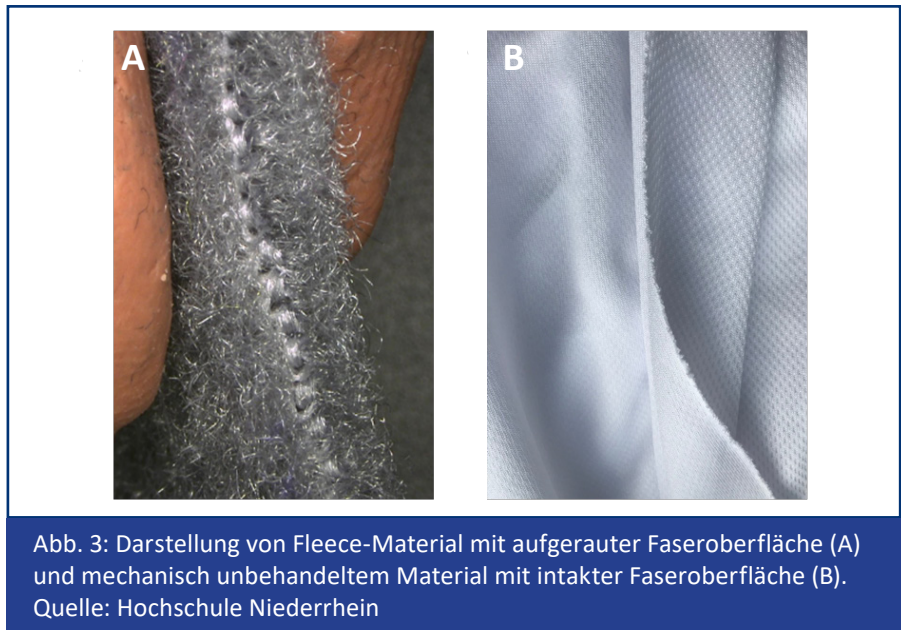 A
B
Abb. 3: Darstellung von Fleece-Material mit aufgerauter Faseroberfläche (A)
und mechanisch unbehandeltem Material mit intakter Faseroberfläche (B).
Quelle: Hochschule Niederrhein